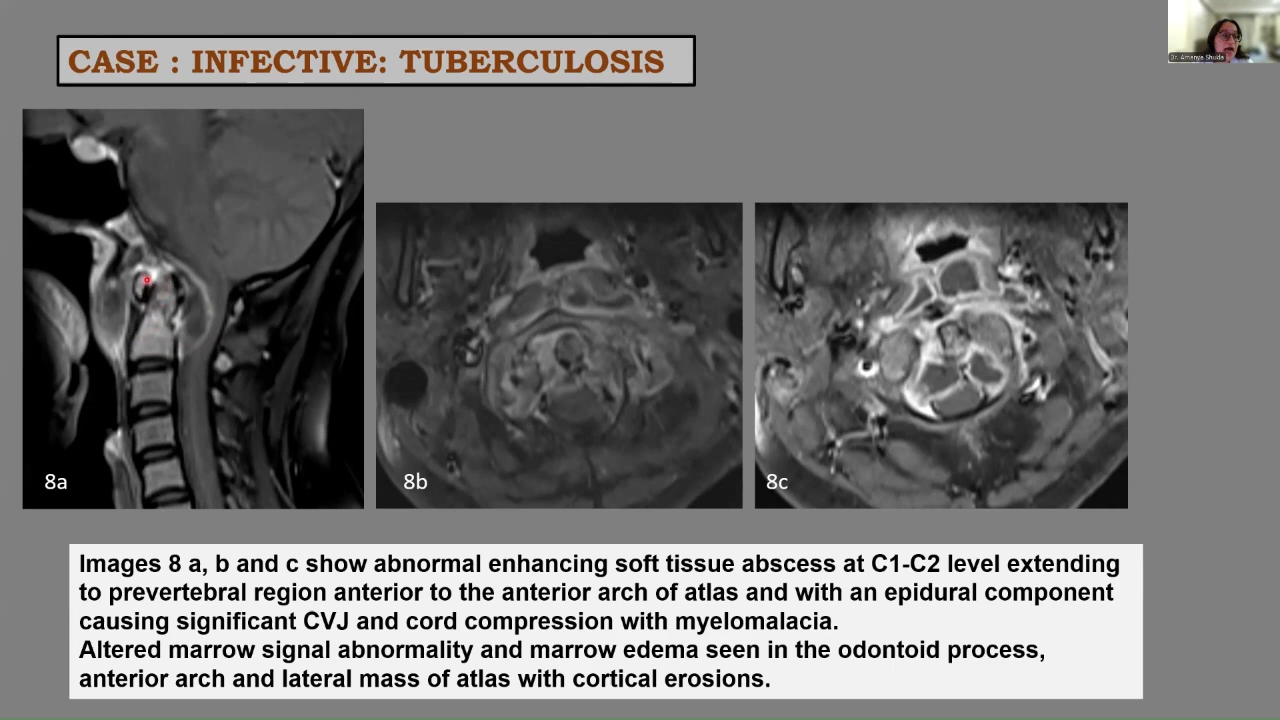 CASE : INFECTIVE: TUBERCULOSIS
Dr. Amanya Shukla
8a
8b
8c
Images 8 a, b and c show abnormal enhancing soft tissue abscess at C1-C2 level extending
to prevertebral region anterior to the anterior arch of atlas and with an epidural component
causing significant CVJ and cord compression with myelomalacia.
Altered marrow signal abnormality and marrow edema seen in the odontoid process,
anterior arch and lateral mass of atlas with cortical erosions.